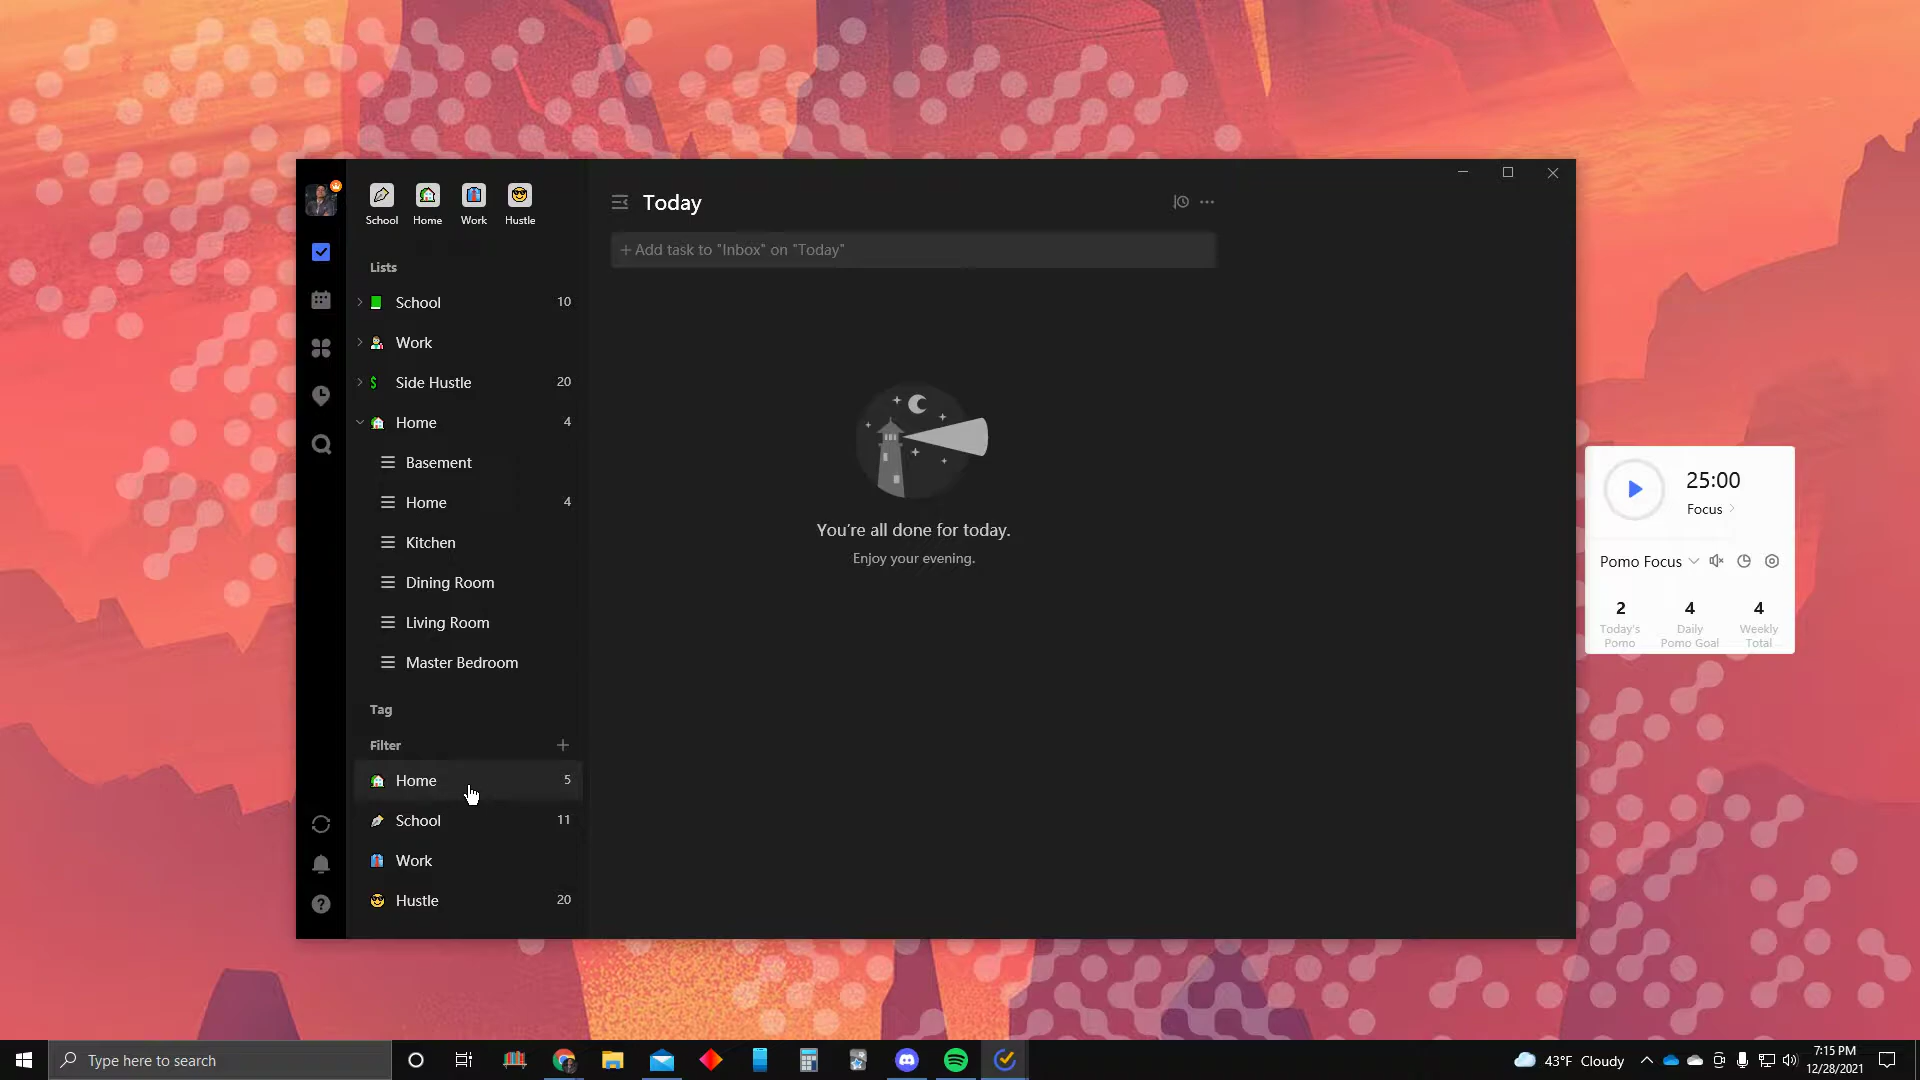 School Home Work Hustle
Lists
School 10
Work
Side Hustle 20
Home 4
Basement
Home 4
Kitchen
Dining Room
Living Room
Master Bedroom
Tag
Filter +
Home 5
School 11
Work
Hustle 20
Today
+ Add task to "Inbox" on "Today"
You're all done for today.
Enjoy your evening.
25:00
Focus >
Pomo Focus
2 4 4
Today's Daily Weekly
Pomo Pomo Goal Total
Type here to search
43°F Cloudy
7:15 PM
12/28/2021